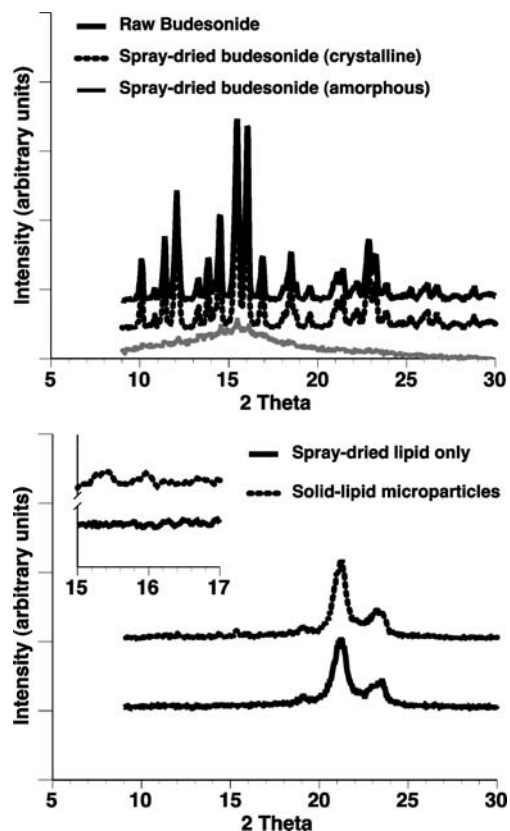 Raw Budesonide
Spray-dried budesonide (crystalline)
Spray-dried budesonide (amorphous)
Intensity (arbitrary units)
5 10 15 20 25 30
2 Theta
Spray-dried lipid only
Solid-lipid microparticles
Intensity (arbitrary units)
15 16 17
5 10 15 20 25 30
2 Theta